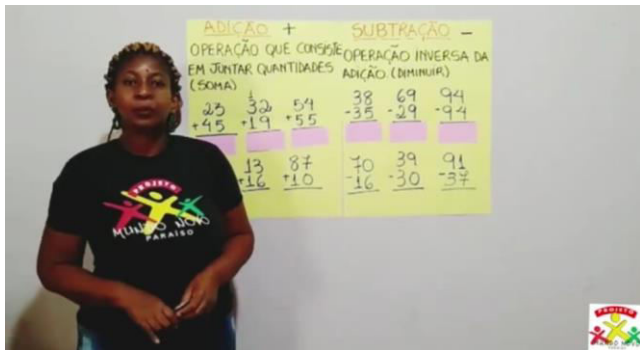 ADIÇÃO +
OPERAÇÃO QUE CONSISTE
EM JUNTAR QUANTIDADES
(SOMA)
1
23 32 54
+45 +19 +55
13 87
+16 +10
SUBTRAÇÃO -
OPERAÇÃO INVERSA DA
ADIÇÃO (DIMINUIR)
38 69 94
-35 -29 -94
70 39 91
-16 -30 -37
PROJETO
MUNDO NOVO
PARAÍSO
PROJETO